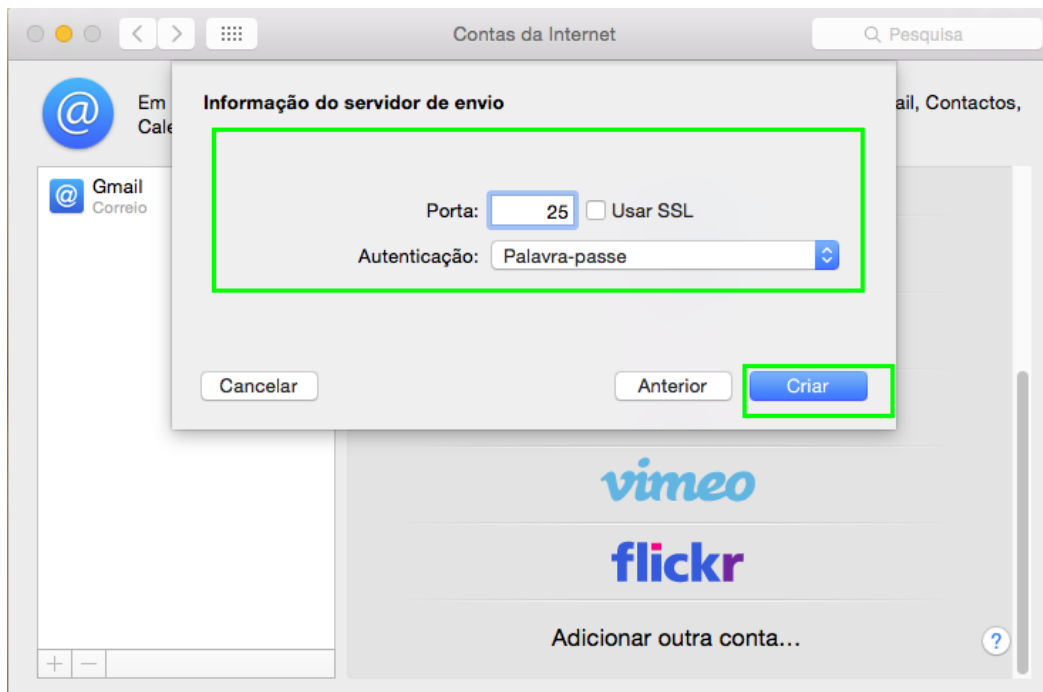 Contas da Internet
Pesquisa
Em
ail, Contactos,
Cale
Informação do servidor de envio
Gmail
Correio
Porta: 25 Usar SSL
Autenticação: Palavra-passe
Cancelar
Anterior
Criar
vimeo
flickr
Adicionar outra conta...
?